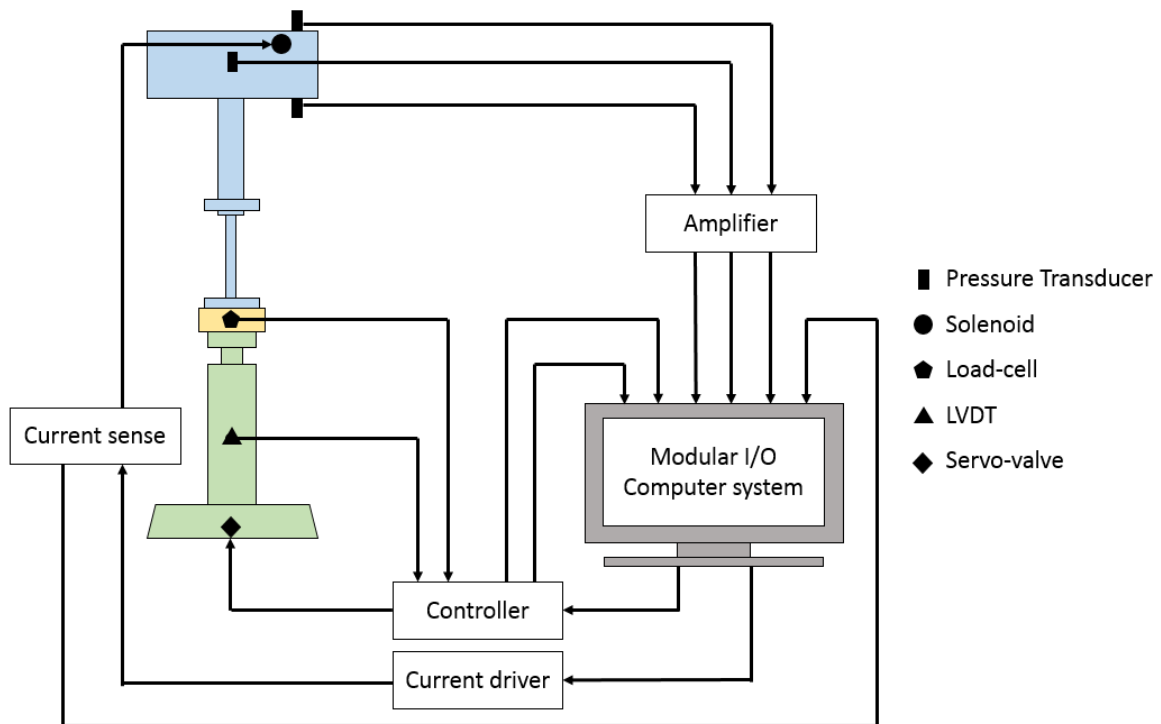 Amplifier
Pressure Transducer
Solenoid
Load-cell
LVDT
Servo-valve
Current sense
Modular I/O
Computer system
Controller
Current driver